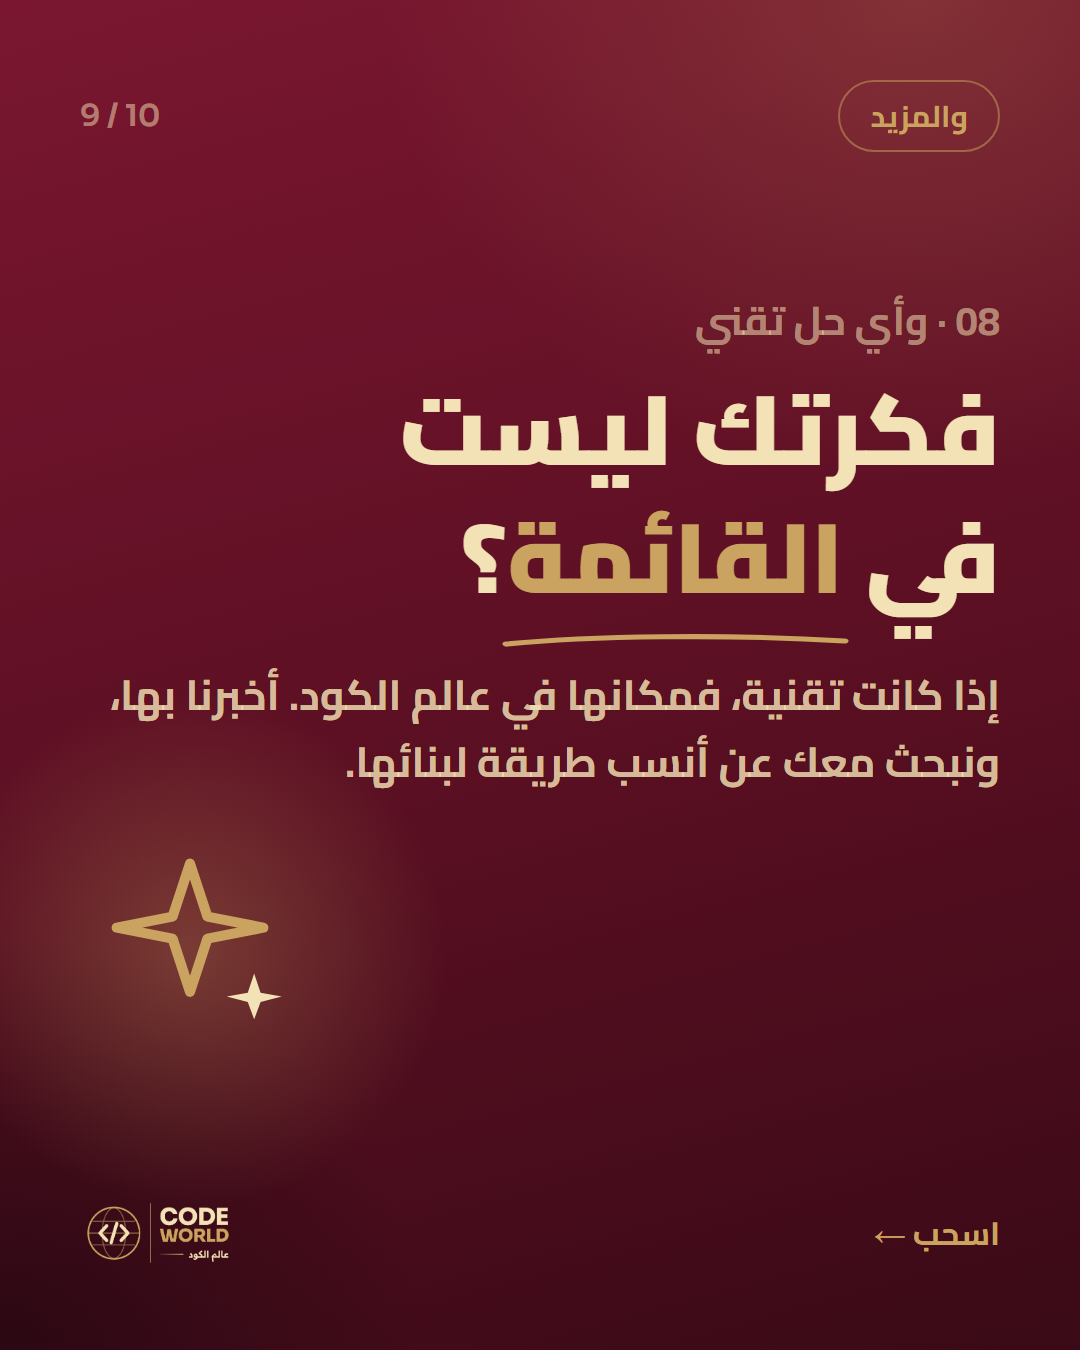 والمزيد
9 / 10
08 · وأي حل تقني
فكرتك ليست
في القائمة؟
إذا كانت تقنية، فمكانها في عالم الكود. أخبرنا بها،
ونبحث معك عن أنسب طريقة لبنائها.
اسحب ←
</>
CODE
WORLD
عالم الكود